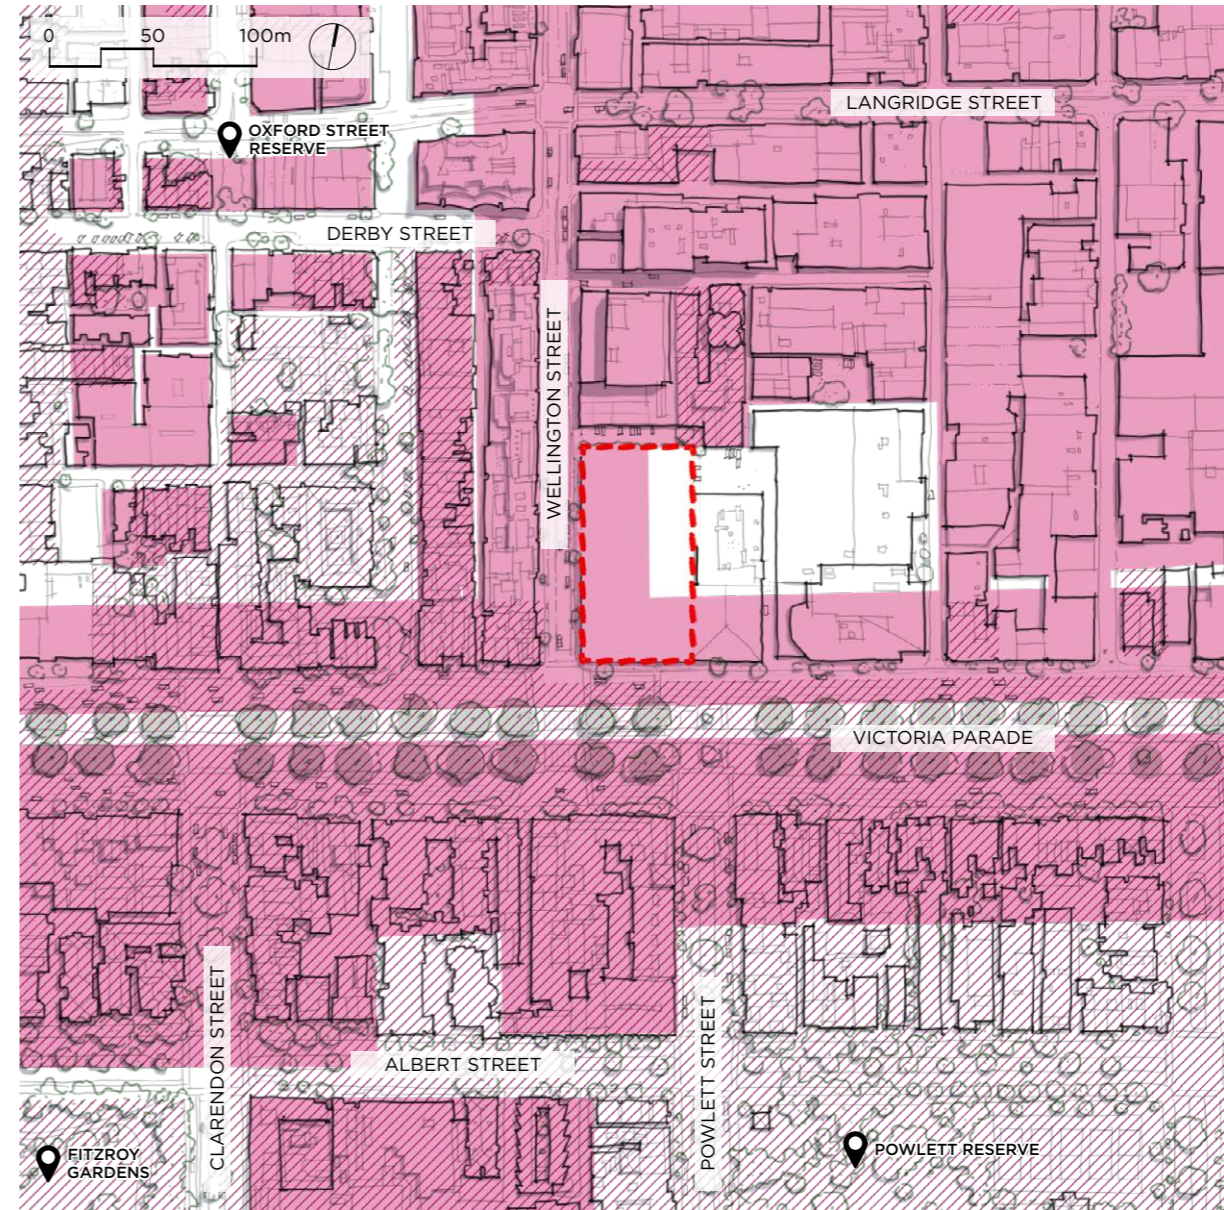 0 50 100m
LANGRIDGE STREET
OXFORD STREET
RESERVE
DERBY STREET
WELLINGTON STREET
VICTORIA PARADE
CLARENDON STREET
POWLETT STREET
ALBERT STREET
FITZROY
GARDENS
POWLETT RESERVE